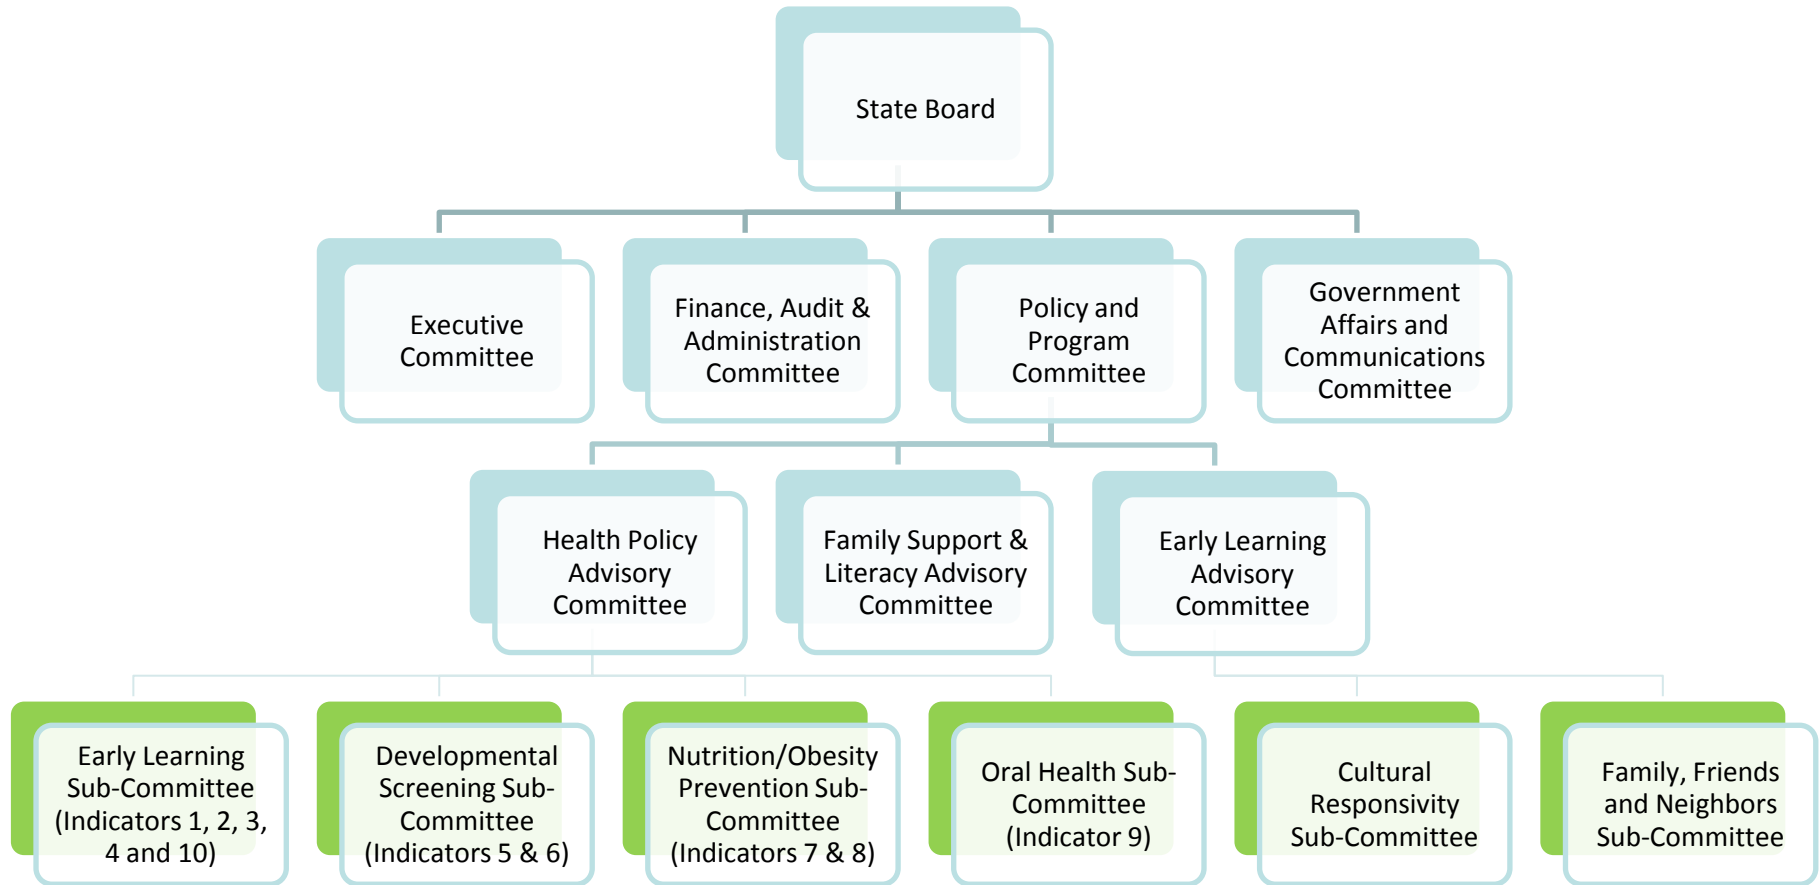 State Board
Executive
Committee
Finance, Audit &
Administration
Committee
Policy and
Program
Committee
Government
Affairs and
Communications
Committee
Health Policy
Advisory
Committee
Family Support &
Literacy Advisory
Committee
Early Learning
Advisory
Committee
Early Learning
Sub-Committee
(Indicators 1, 2, 3,
4 and 10)
Developmental
Screening Sub-
Committee
(Indicators 5 & 6)
Nutrition/Obesity
Prevention Sub-
Committee
(Indicators 7 & 8)
Oral Health Sub-
Committee
(Indicator 9)
Cultural
Responsivity
Sub-Committee
Family, Friends
and Neighbors
Sub-Committee